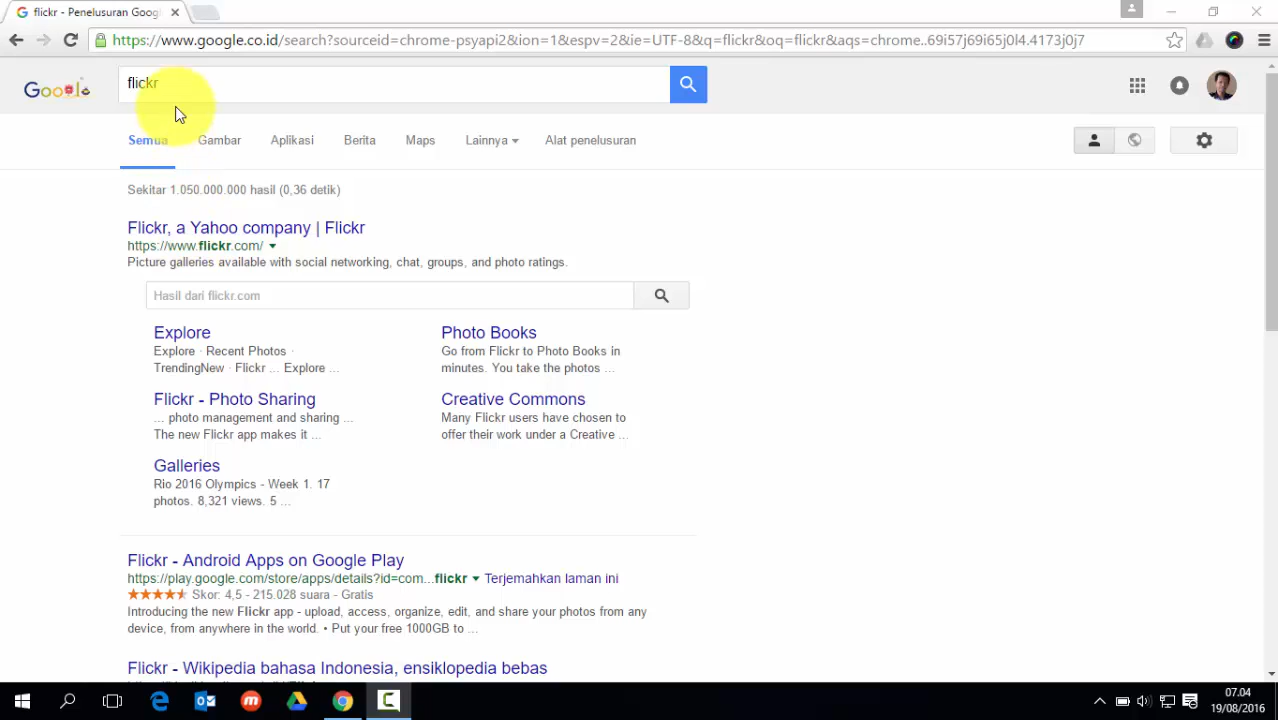 flickr - Penelusuran Goog
https://www.google.co.id/search?sourceid=chrome-psyapi2&ion=1&espv=2&ie=UTF-8&q=flickr&oq=flickr&aqs=chrome..69i57j69i65j0l4.4173j0j7
Google
flickr
Semua Gambar Aplikasi Berita Maps Lainnya Alat penelusuran
Sekitar 1.050.000.000 hasil (0,36 detik)
Flickr, a Yahoo company | Flickr
https://www.flickr.com/
Picture galleries available with social networking, chat, groups, and photo ratings.
Hasil dari flickr.com
Explore
Explore · Recent Photos ·
TrendingNew · Flickr ... Explore ...
Photo Books
Go from Flickr to Photo Books in
minutes. You take the photos ...
Flickr - Photo Sharing
... photo management and sharing ...
The new Flickr app makes it ...
Creative Commons
Many Flickr users have chosen to
offer their work under a Creative ...
Galleries
Rio 2016 Olympics - Week 1. 17
photos. 8,321 views. 5 ...
Flickr - Android Apps on Google Play
https://play.google.com/store/apps/details?id=com...flickr Terjemahkan laman ini
Skor: 4,5 - 215.028 suara - Gratis
Introducing the new Flickr app - upload, access, organize, edit, and share your photos from any
device, from anywhere in the world. • Put your free 1000GB to ...
Flickr - Wikipedia bahasa Indonesia, ensiklopedia bebas
07.04
19/08/2016